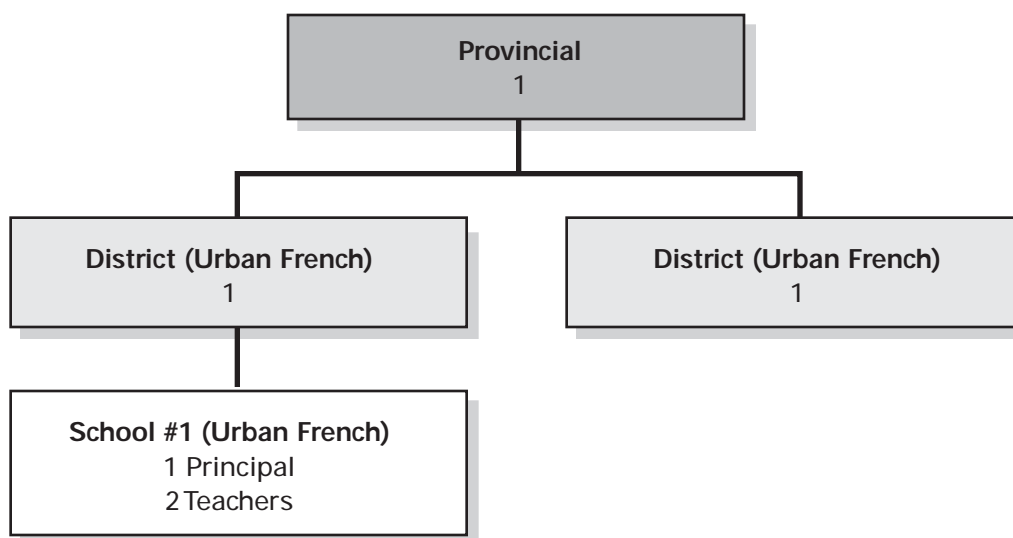 Provincial
1
District (Urban French)
1
District (Urban French)
1
School #1 (Urban French)
1 Principal
2 Teachers